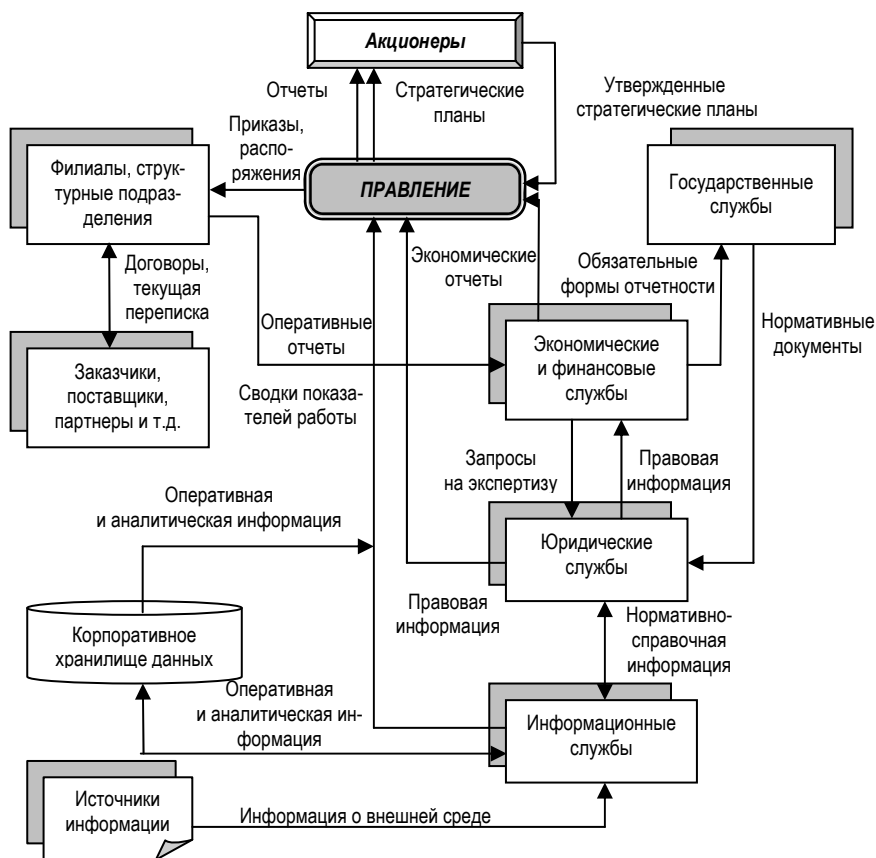 Акционеры
Отчеты
Стратегические
планы
Утвержденные
стратегические планы
Приказы,
распо-
ряжения
Филиалы, струк-
турные подраз-
деления
ПРАВЛЕНИЕ
Государственные
службы
Договоры,
текущая
переписка
Экономические
отчеты
Обязательные
формы отчетности
Оперативные
отчеты
Нормативные
документы
Заказчики,
поставщики,
партнеры и т.д.
Экономические
и финансовые
службы
Сводки показа-
телей работы
Запросы
на экспертизу
Правовая
информация
Оперативная
и аналитическая информация
Юридические
службы
Правовая
информация
Нормативно-
справочная
информация
Корпоративное
хранилище данных
Оперативная
и аналитическая ин-
формация
Информационные
службы
Источники
информации
Информация о внешней среде